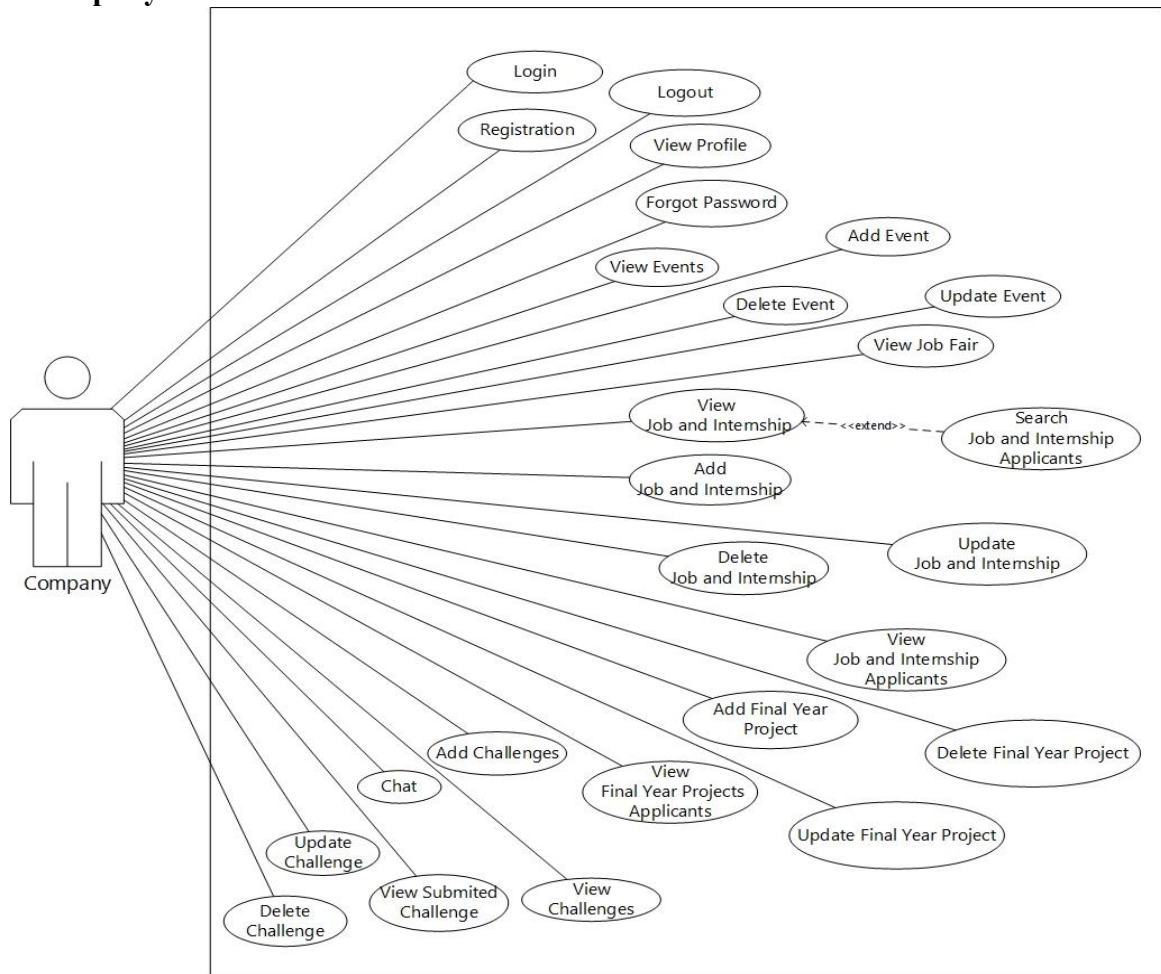 Login
Logout
Registration
View Profile
Forgot Password
Add Event
View Events
Delete Event
Update Event
View Job Fair
View
Job and Internship
<<extend>>
Search
Job and Internship
Applicants
Add
Job and Internship
Update
Job and Internship
Delete
Job and Internship
Company
View
Job and Internship
Applicants
Add Final Year
Project
Delete Final Year Project
Add Challenges
View
Final Year Projects
Applicants
Chat
Update Final Year Project
Update
Challenge
View Submited
Challenge
View
Challenges
Delete
Challenge